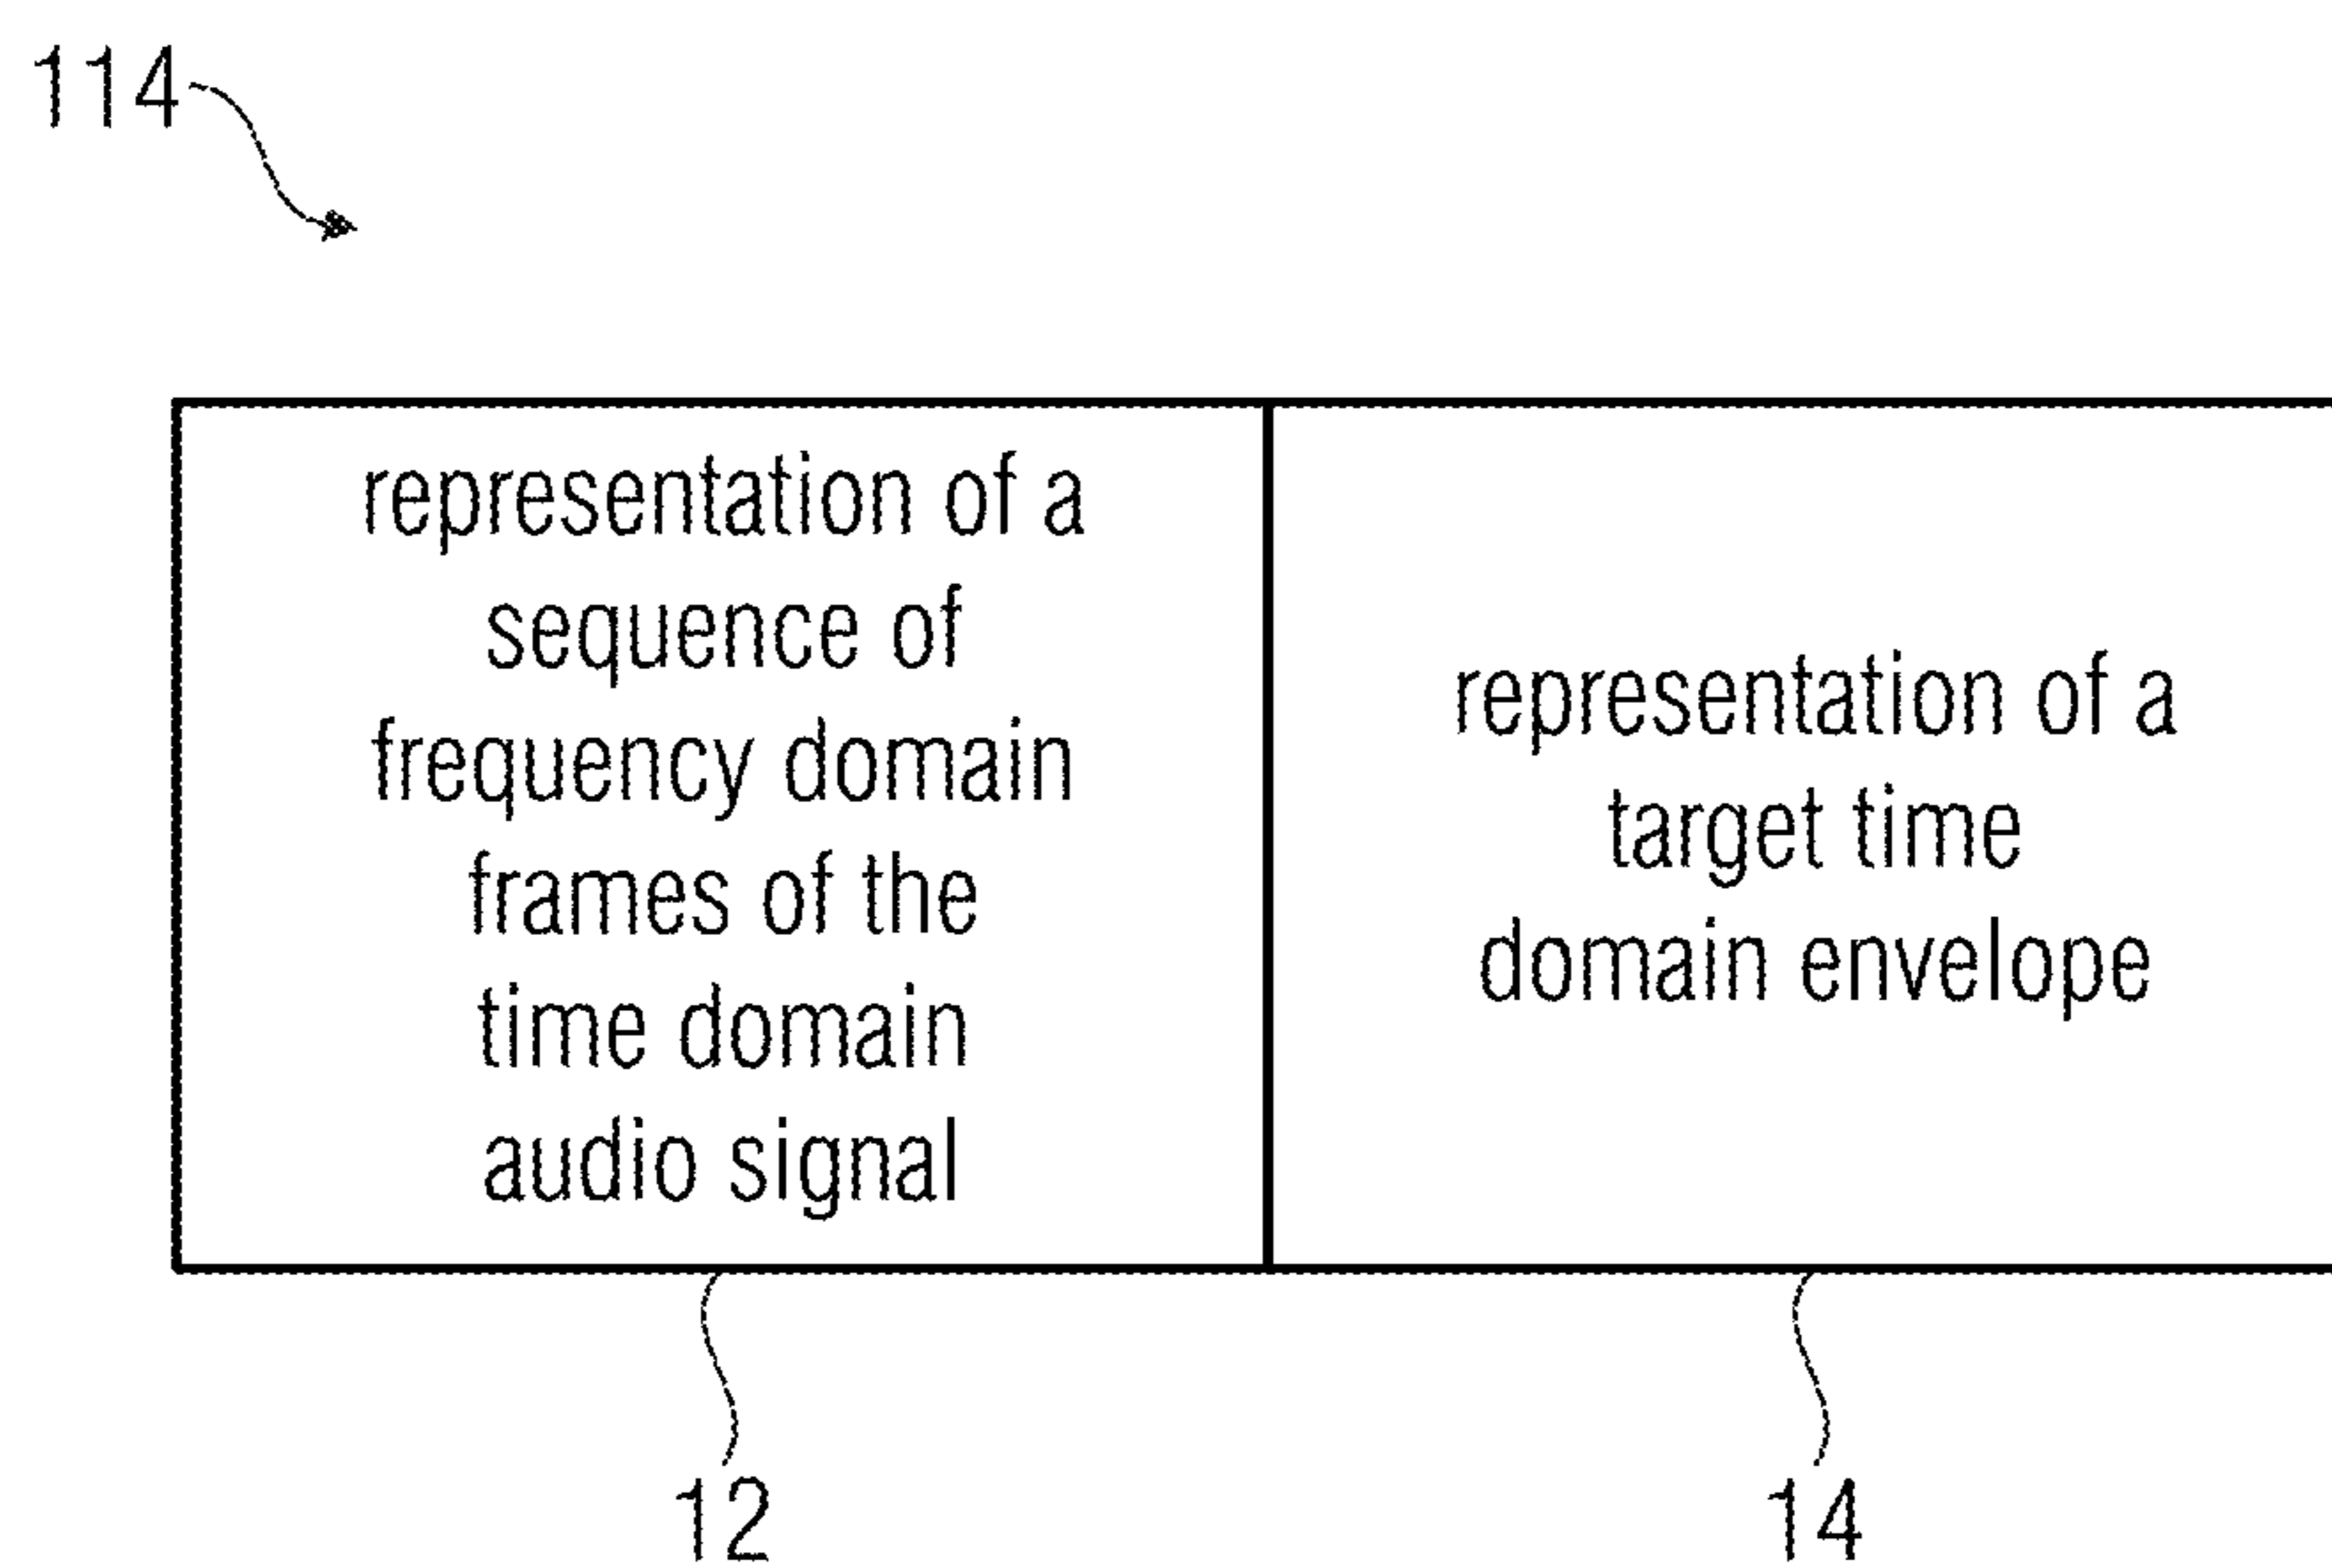 114
representation of a
sequence of
frequency domain
frames of the
time domain
audio signal
representation of a
target time
domain envelope
12
14